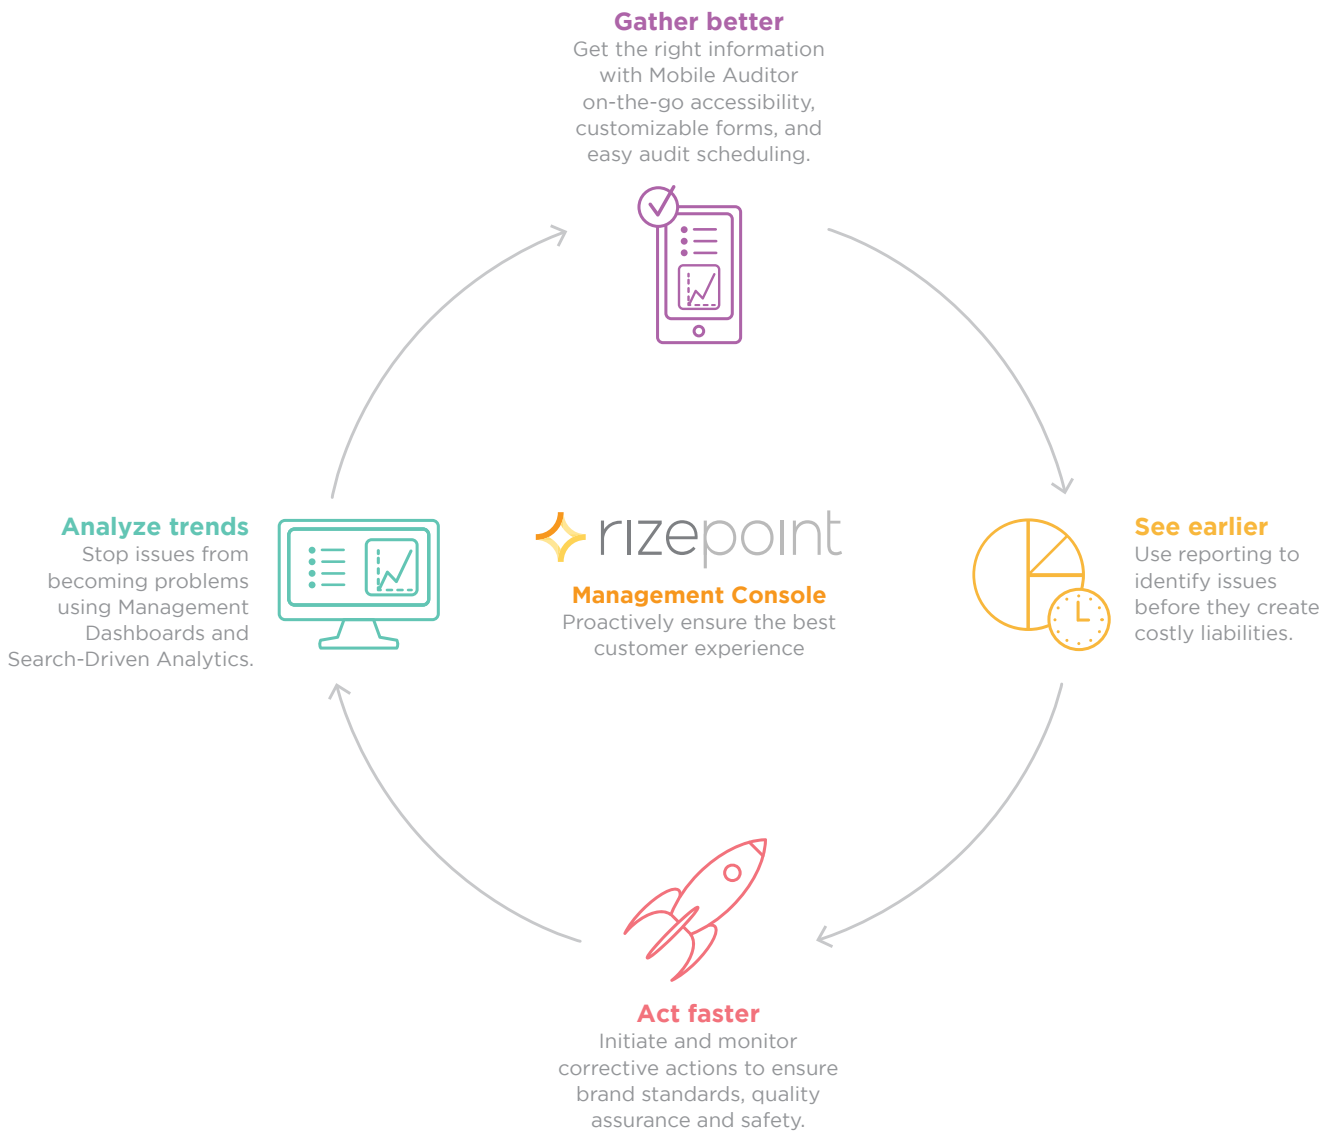 Gather better
Get the right information
with Mobile Auditor
on-the-go accessibility,
customizable forms, and
easy audit scheduling.
Analyze trends
Stop issues from
becoming problems
using Management
Dashboards and
Search-Driven Analytics.
rizepoint
Management Console
Proactively ensure the best
customer experience
See earlier
Use reporting to
identify issues
before they create
costly liabilities.
Act faster
Initiate and monitor
corrective actions to ensure
brand standards, quality
assurance and safety.